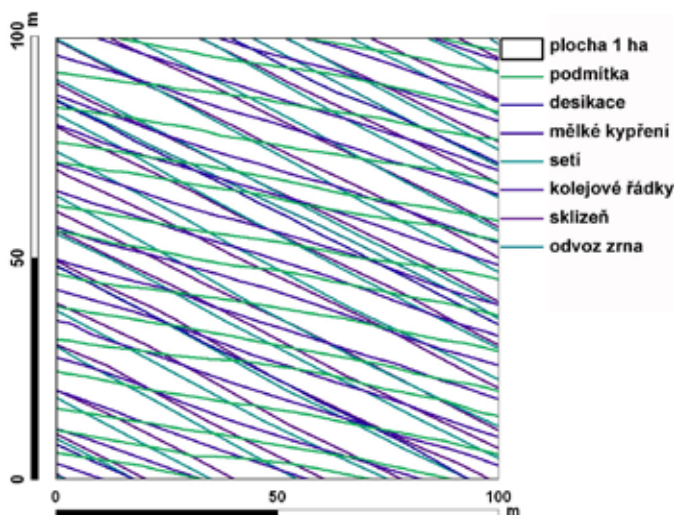 100 m
50
0
0
50
100
m
plocha 1 ha
podmítka
desikace
mělké kypření
setí
kolejové řádky
sklizeň
odvoz zrna